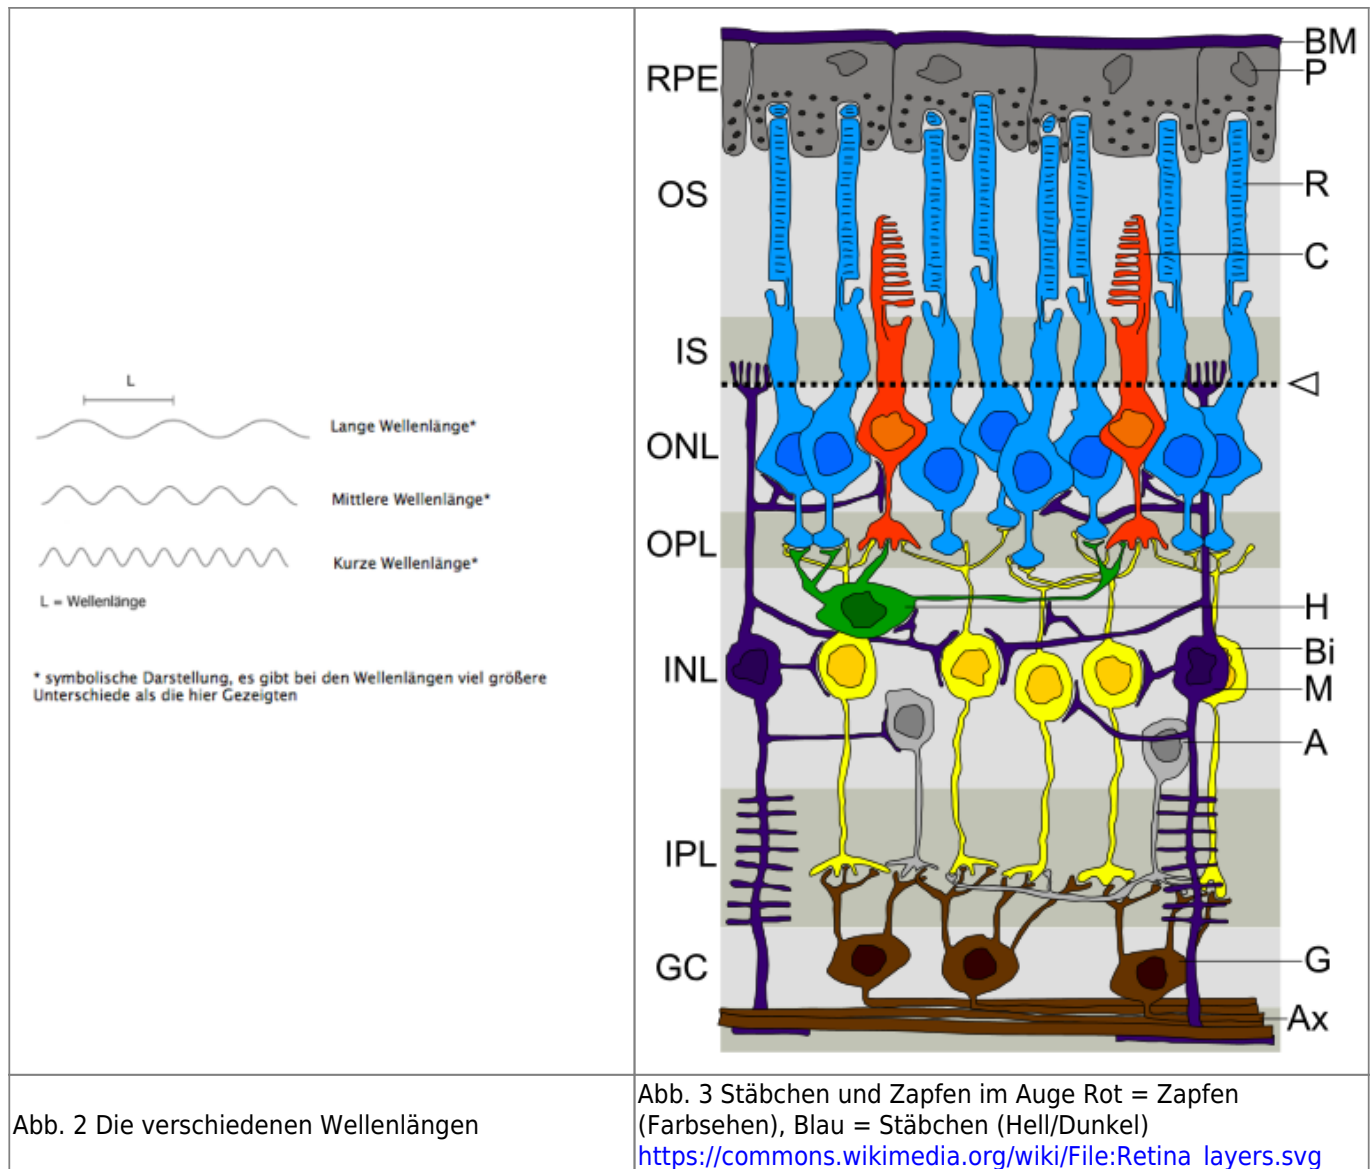 L
Lange Wellenlänge*
Mittlere Wellenlänge*
Kurze Wellenlänge*
L = Wellenlänge
* symbolische Darstellung, es gibt bei den Wellenlängen viel größere
Unterschiede als die hier Gezeigten
RPE
OS
IS
ONL
OPL
INL
IPL
GC
BM
P
R
C
H
Bi
M
A
G
Ax
Abb. 2 Die verschiedenen Wellenlängen
Abb. 3 Stäbchen und Zapfen im Auge Rot = Zapfen
(Farbsehen), Blau = Stäbchen (Hell/Dunkel)
https://commons.wikimedia.org/wiki/File:Retina_layers.svg